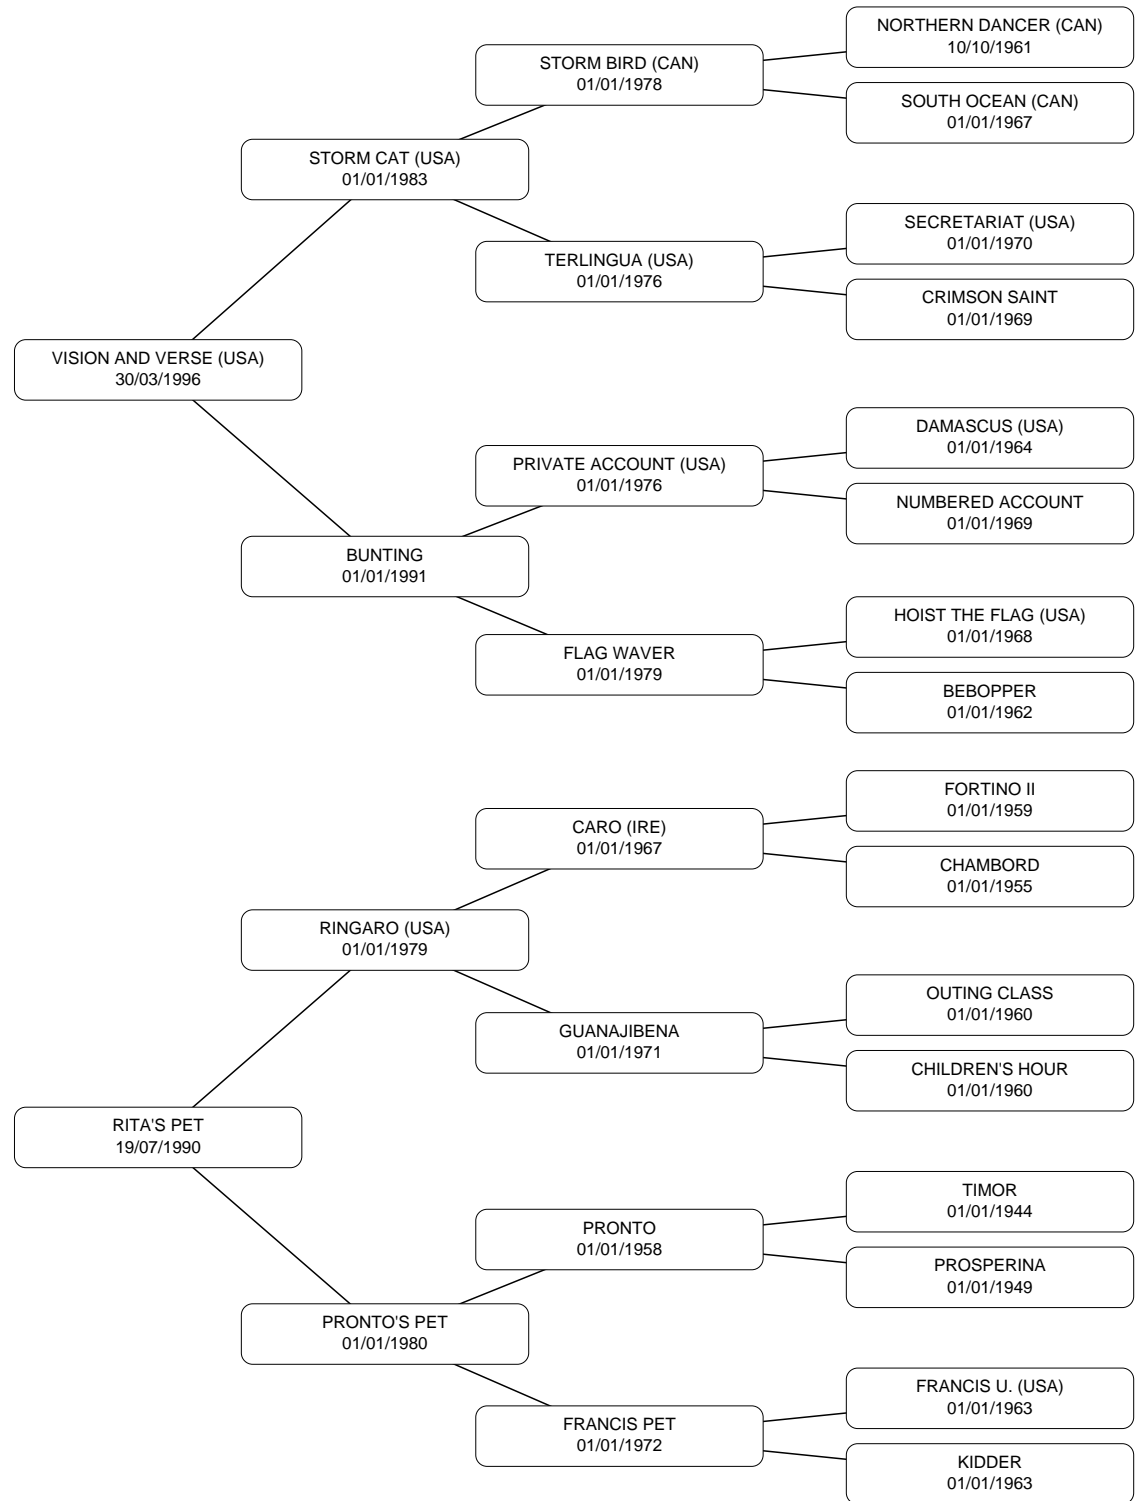 NORTHERN DANCER (CAN)
10/10/1961
STORM BIRD (CAN)
01/01/1978
SOUTH OCEAN (CAN)
01/01/1967
STORM CAT (USA)
01/01/1983
SECRETARIAT (USA)
01/01/1970
TERLINGUA (USA)
01/01/1976
CRIMSON SAINT
01/01/1969
VISION AND VERSE (USA)
30/03/1996
DAMASCUS (USA)
01/01/1964
PRIVATE ACCOUNT (USA)
01/01/1976
NUMBERED ACCOUNT
01/01/1969
BUNTING
01/01/1991
HOIST THE FLAG (USA)
01/01/1968
FLAG WAVER
01/01/1979
BEBOPPER
01/01/1962
FORTINO II
01/01/1959
CARO (IRE)
01/01/1967
CHAMBORD
01/01/1955
RINGARO (USA)
01/01/1979
OUTING CLASS
01/01/1960
GUANAJIBENA
01/01/1971
CHILDREN'S HOUR
01/01/1960
RITA'S PET
19/07/1990
TIMOR
01/01/1944
PRONTO
01/01/1958
PROSPERINA
01/01/1949
PRONTO'S PET
01/01/1980
FRANCIS U. (USA)
01/01/1963
FRANCIS PET
01/01/1972
KIDDER
01/01/1963